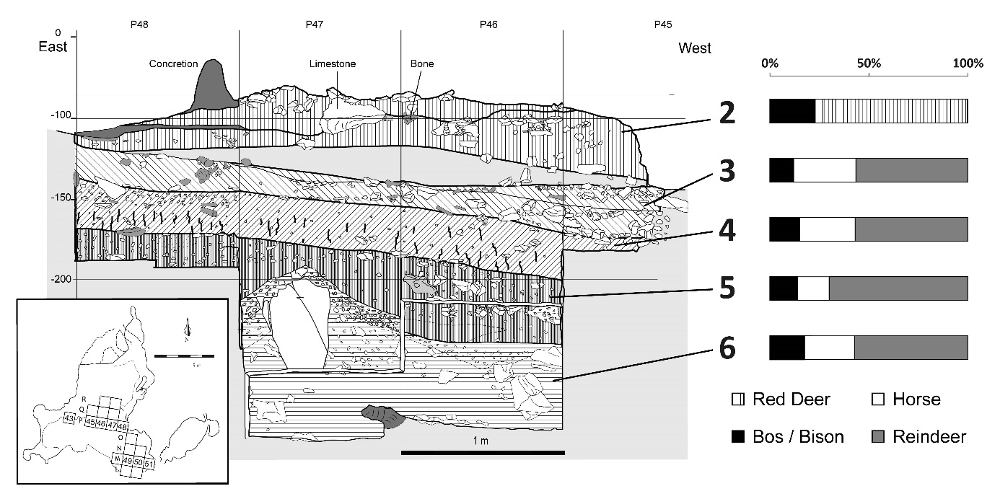 P48 P47 P46 P45
0
East West
Concretion Limestone Bone
0% 50% 100%
-100
2
3
-150
4
-200
5
6
N
5 m
R
Q
43 P 45 46 47 48
O
N
M 49 50 51
L
1 m
Red Deer Horse
Bos / Bison Reindeer